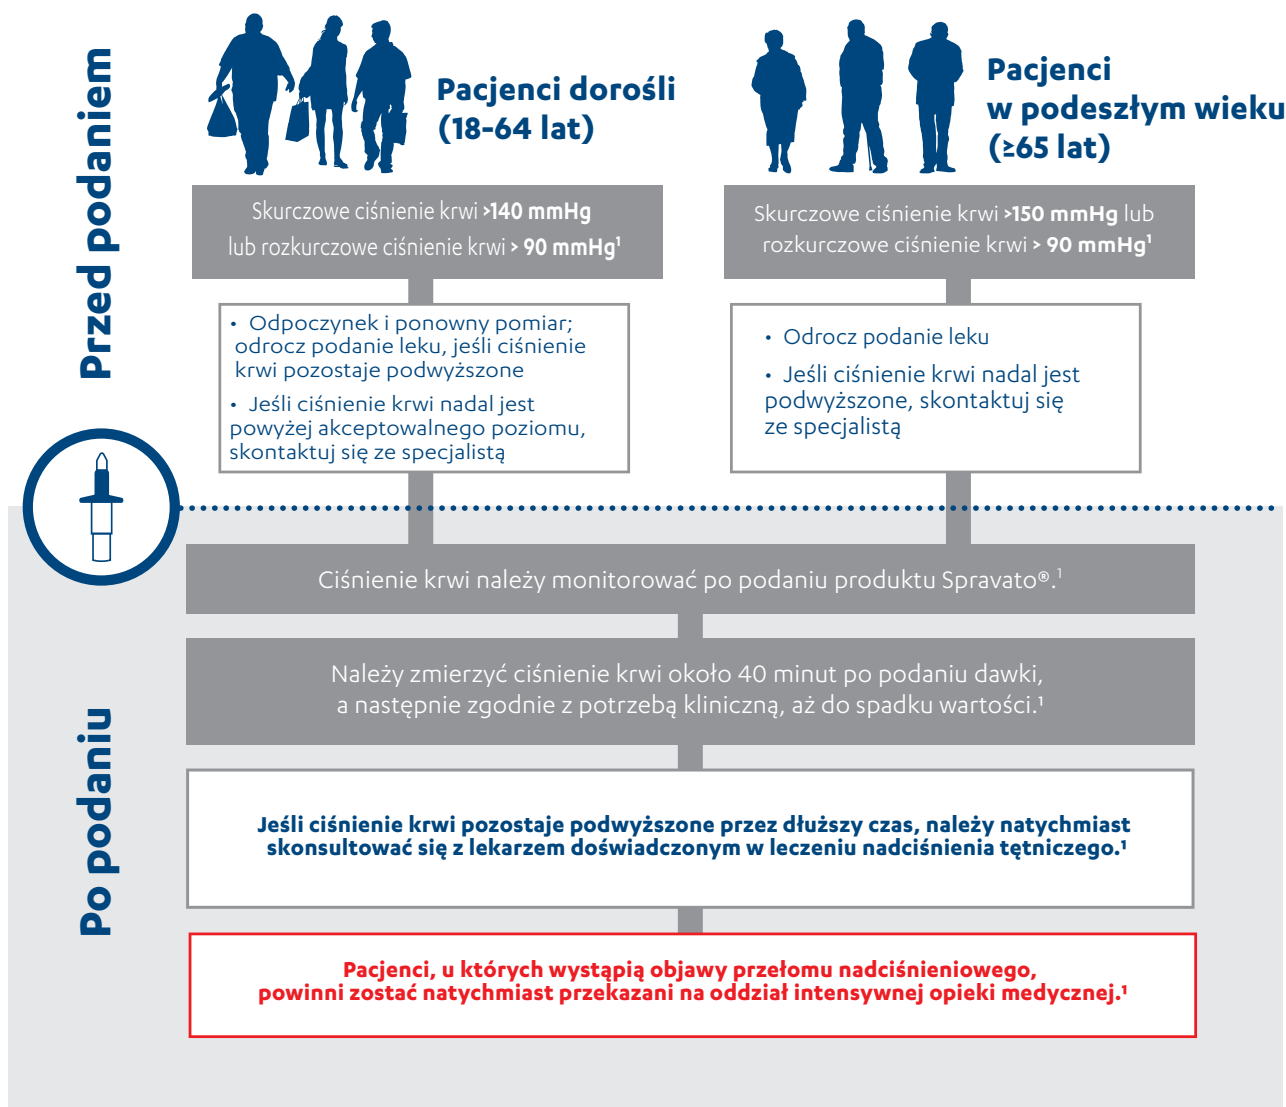 Przed podaniem
Pacjenci dorośli
(18-64 lat)
Skurczowe ciśnienie krwi >140 mmHg
lub rozkurczowe ciśnienie krwi > 90 mmHg¹
• Odpoczynek i ponowny pomiar;
odrocz podanie leku, jeśli ciśnienie
krwi pozostaje podwyższone
• Jeśli ciśnienie krwi nadal jest
powyżej akceptowalnego poziomu,
skontaktuj się ze specjalistą
Pacjenci
w podeszłym wieku
(≥65 lat)
Skurczowe ciśnienie krwi >150 mmHg lub
rozkurczowe ciśnienie krwi > 90 mmHg¹
• Odrocz podanie leku
• Jeśli ciśnienie krwi nadal jest
podwyższone, skontaktuj się
ze specjalistą
Po podaniu
Ciśnienie krwi należy monitorować po podaniu produktu Spravato®.¹
Należy zmierzyć ciśnienie krwi około 40 minut po podaniu dawki,
a następnie zgodnie z potrzebą kliniczną, aż do spadku wartości.¹
Jeśli ciśnienie krwi pozostaje podwyższone przez dłuższy czas, należy natychmiast
skonsultować się z lekarzem doświadczonym w leczeniu nadciśnienia tętniczego.¹
Pacjenci, u których wystąpią objawy przełomu nadciśnieniowego,
powinni zostać natychmiast przekazani na oddział intensywnej opieki medycznej.¹